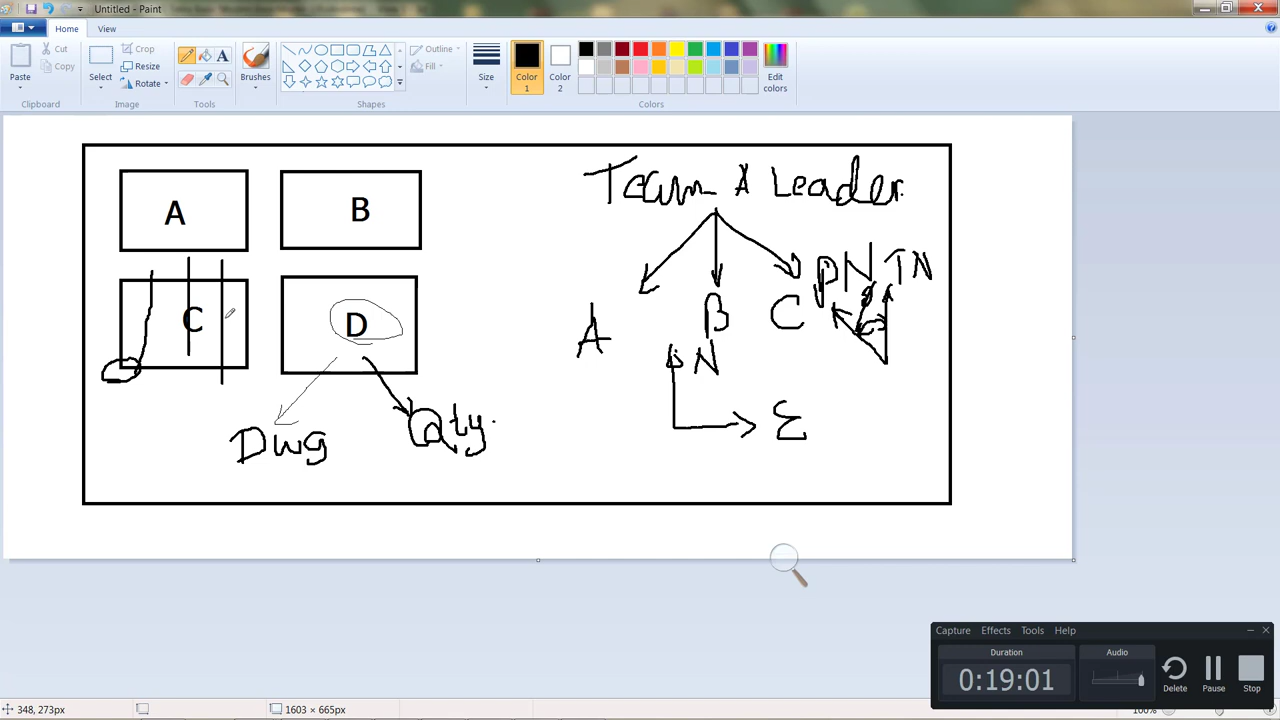 Untitled - Paint
Home
View
Paste
Cut
Copy
Clipboard
Select
Crop
Resize
Rotate
Image
Tools
Brushes
Shapes
Outline
Fill
Size
Color
1
Color
2
Edit
colors
Colors
A
B
C
D
Dwg
Qty.
Team A Leader
A
B
C
PN
TN
N
E
Capture
Effects
Tools
Help
Duration
0:19:01
Audio
Delete
Pause
Stop
348, 273px
1603 × 665px
100%